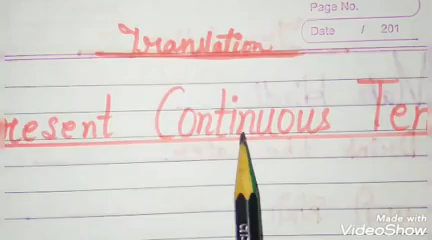 Page No.
Date / 201
Translation
resent Continuous Ten
Made with
VideoShow